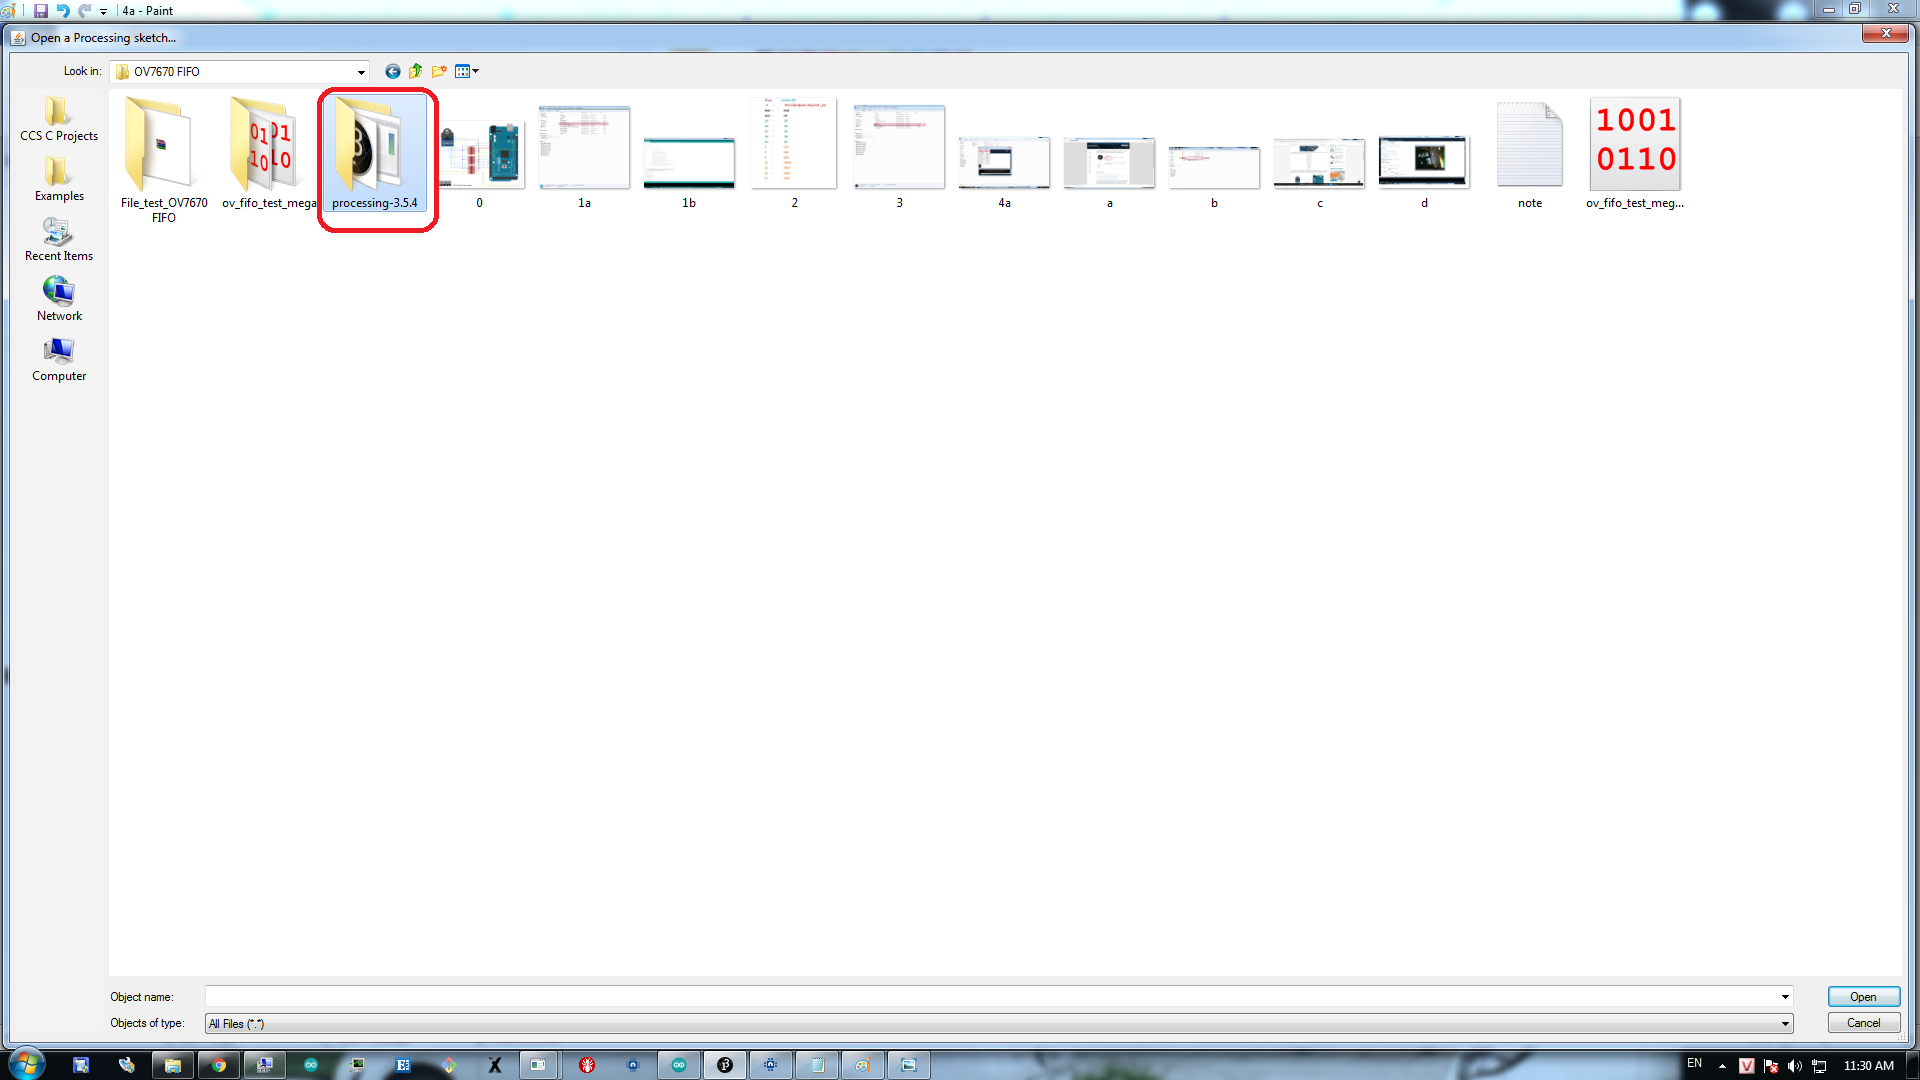 4a - Paint
Open a Processing sketch...
Look in:
OV7670 FIFO
CCS C Projects
Examples
Recent Items
Network
Computer
File_test_OV7670
FIFO
ov_fifo_test_mega
processing-3.5.4
0
1a
1b
2
3
4a
a
b
c
d
note
ov_fifo_test_meg...
1001
0110
Object name:
Open
Objects of type:
All Files (*.*)
Cancel
EN
11:30 AM